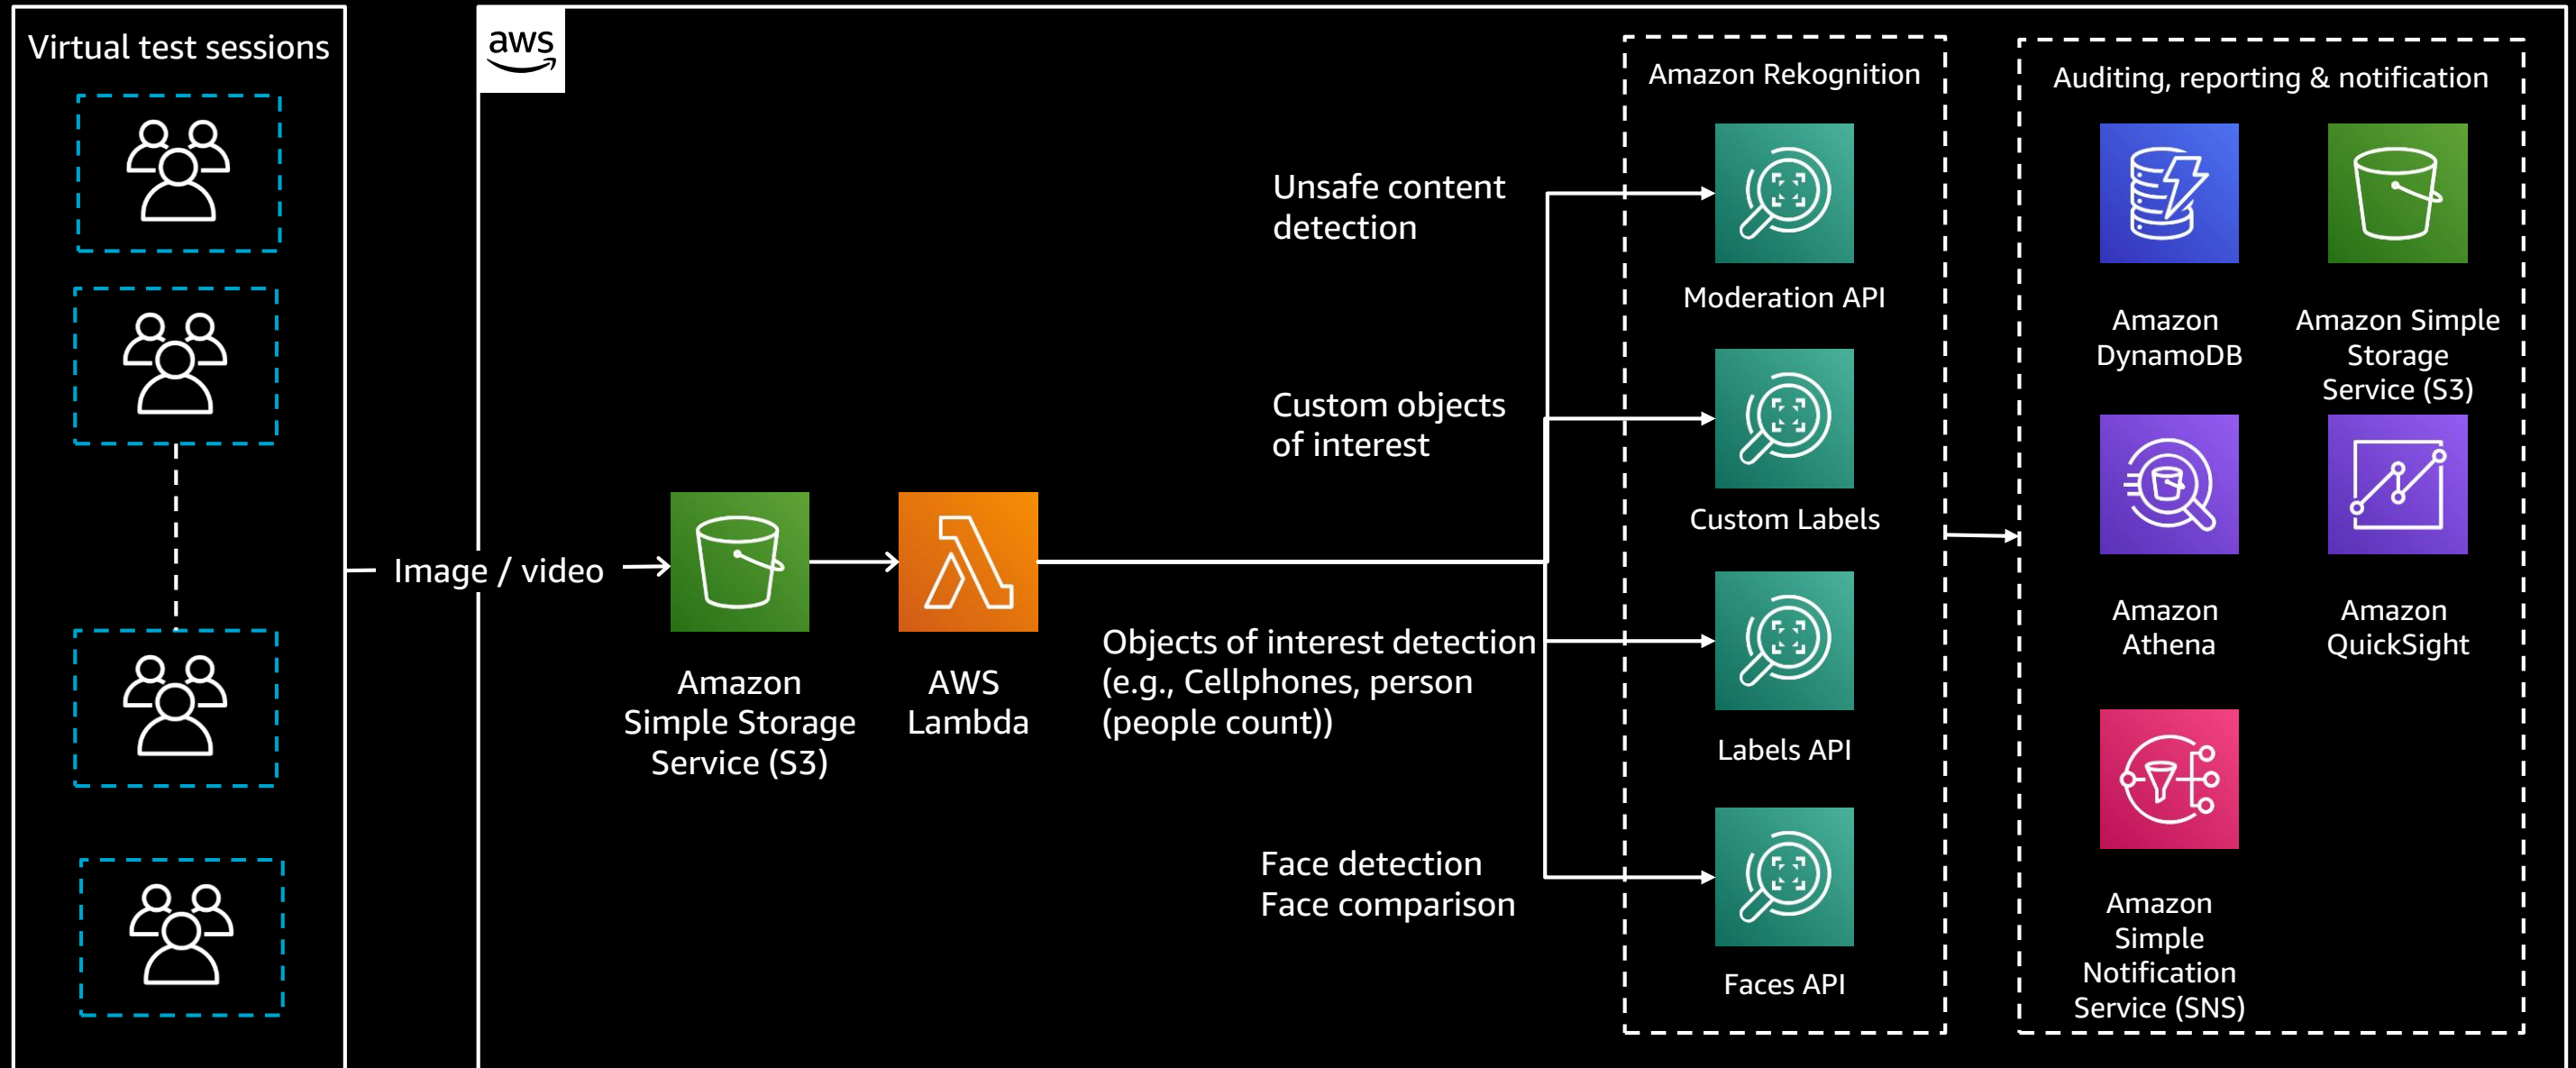 Virtual test sessions
aws
Image / video
Amazon
Simple Storage
Service (S3)
AWS
Lambda
Unsafe content
detection
Custom objects
of interest
Objects of interest detection
(e.g., Cellphones, person
(people count))
Face detection
Face comparison
Amazon Rekognition
Moderation API
Custom Labels
Labels API
Faces API
Auditing, reporting & notification
Amazon
DynamoDB
Amazon Simple
Storage
Service (S3)
Amazon
Athena
Amazon
QuickSight
Amazon
Simple
Notification
Service (SNS)